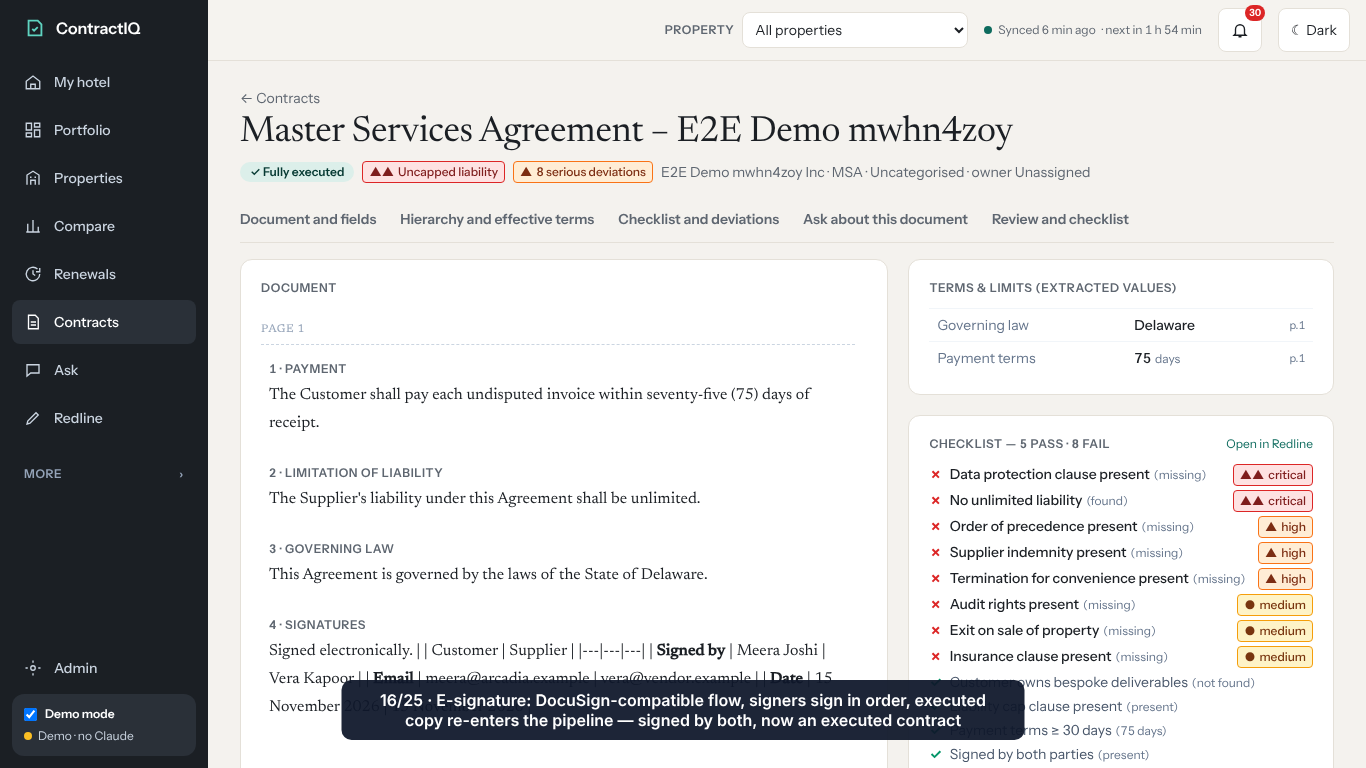 ContractIQ
My hotel
Portfolio
Properties
Compare
Renewals
Contracts
Ask
Redline
MORE ›
Admin
Demo mode
Demo · no Claude
PROPERTY All properties
Synced 6 min ago · next in 1 h 54 min
30
☾ Dark
← Contracts
Master Services Agreement – E2E Demo mwhn4zoy
✓ Fully executed ▲▲ Uncapped liability ▲ 8 serious deviations E2E Demo mwhn4zoy Inc · MSA · Uncategorised · owner Unassigned
Document and fields Hierarchy and effective terms Checklist and deviations Ask about this document Review and checklist
DOCUMENT
PAGE 1
1 · PAYMENT
The Customer shall pay each undisputed invoice within seventy-five (75) days of
receipt.
2 · LIMITATION OF LIABILITY
The Supplier's liability under this Agreement shall be unlimited.
3 · GOVERNING LAW
This Agreement is governed by the laws of the State of Delaware.
4 · SIGNATURES
Signed electronically. | | Customer | Supplier | |---|---|---| | Signed by | Meera Joshi |
Vera Kapoor | | Email | meera@arcadia.example | vera@vendor.example | | Date | 15
November 2026
TERMS & LIMITS (EXTRACTED VALUES)
Governing law Delaware p.1
Payment terms 75 days p.1
CHECKLIST — 5 PASS · 8 FAIL Open in Redline
✕ Data protection clause present (missing) ▲▲ critical
✕ No unlimited liability (found) ▲▲ critical
✕ Order of precedence present (missing) ▲ high
✕ Supplier indemnity present (missing) ▲ high
✕ Termination for convenience present (missing) ▲ high
✕ Audit rights present (missing) ● medium
✕ Exit on sale of property (missing) ● medium
✕ Insurance clause present (missing) ● medium
✓ Customer owns bespoke deliverables (not found)
cap clause present (present)
✓ Payment terms ≥ 30 days (75 days)
✓ Signed by both parties (present)
16/25 · E-signature: DocuSign-compatible flow, signers sign in order, executed
copy re-enters the pipeline — signed by both, now an executed contract